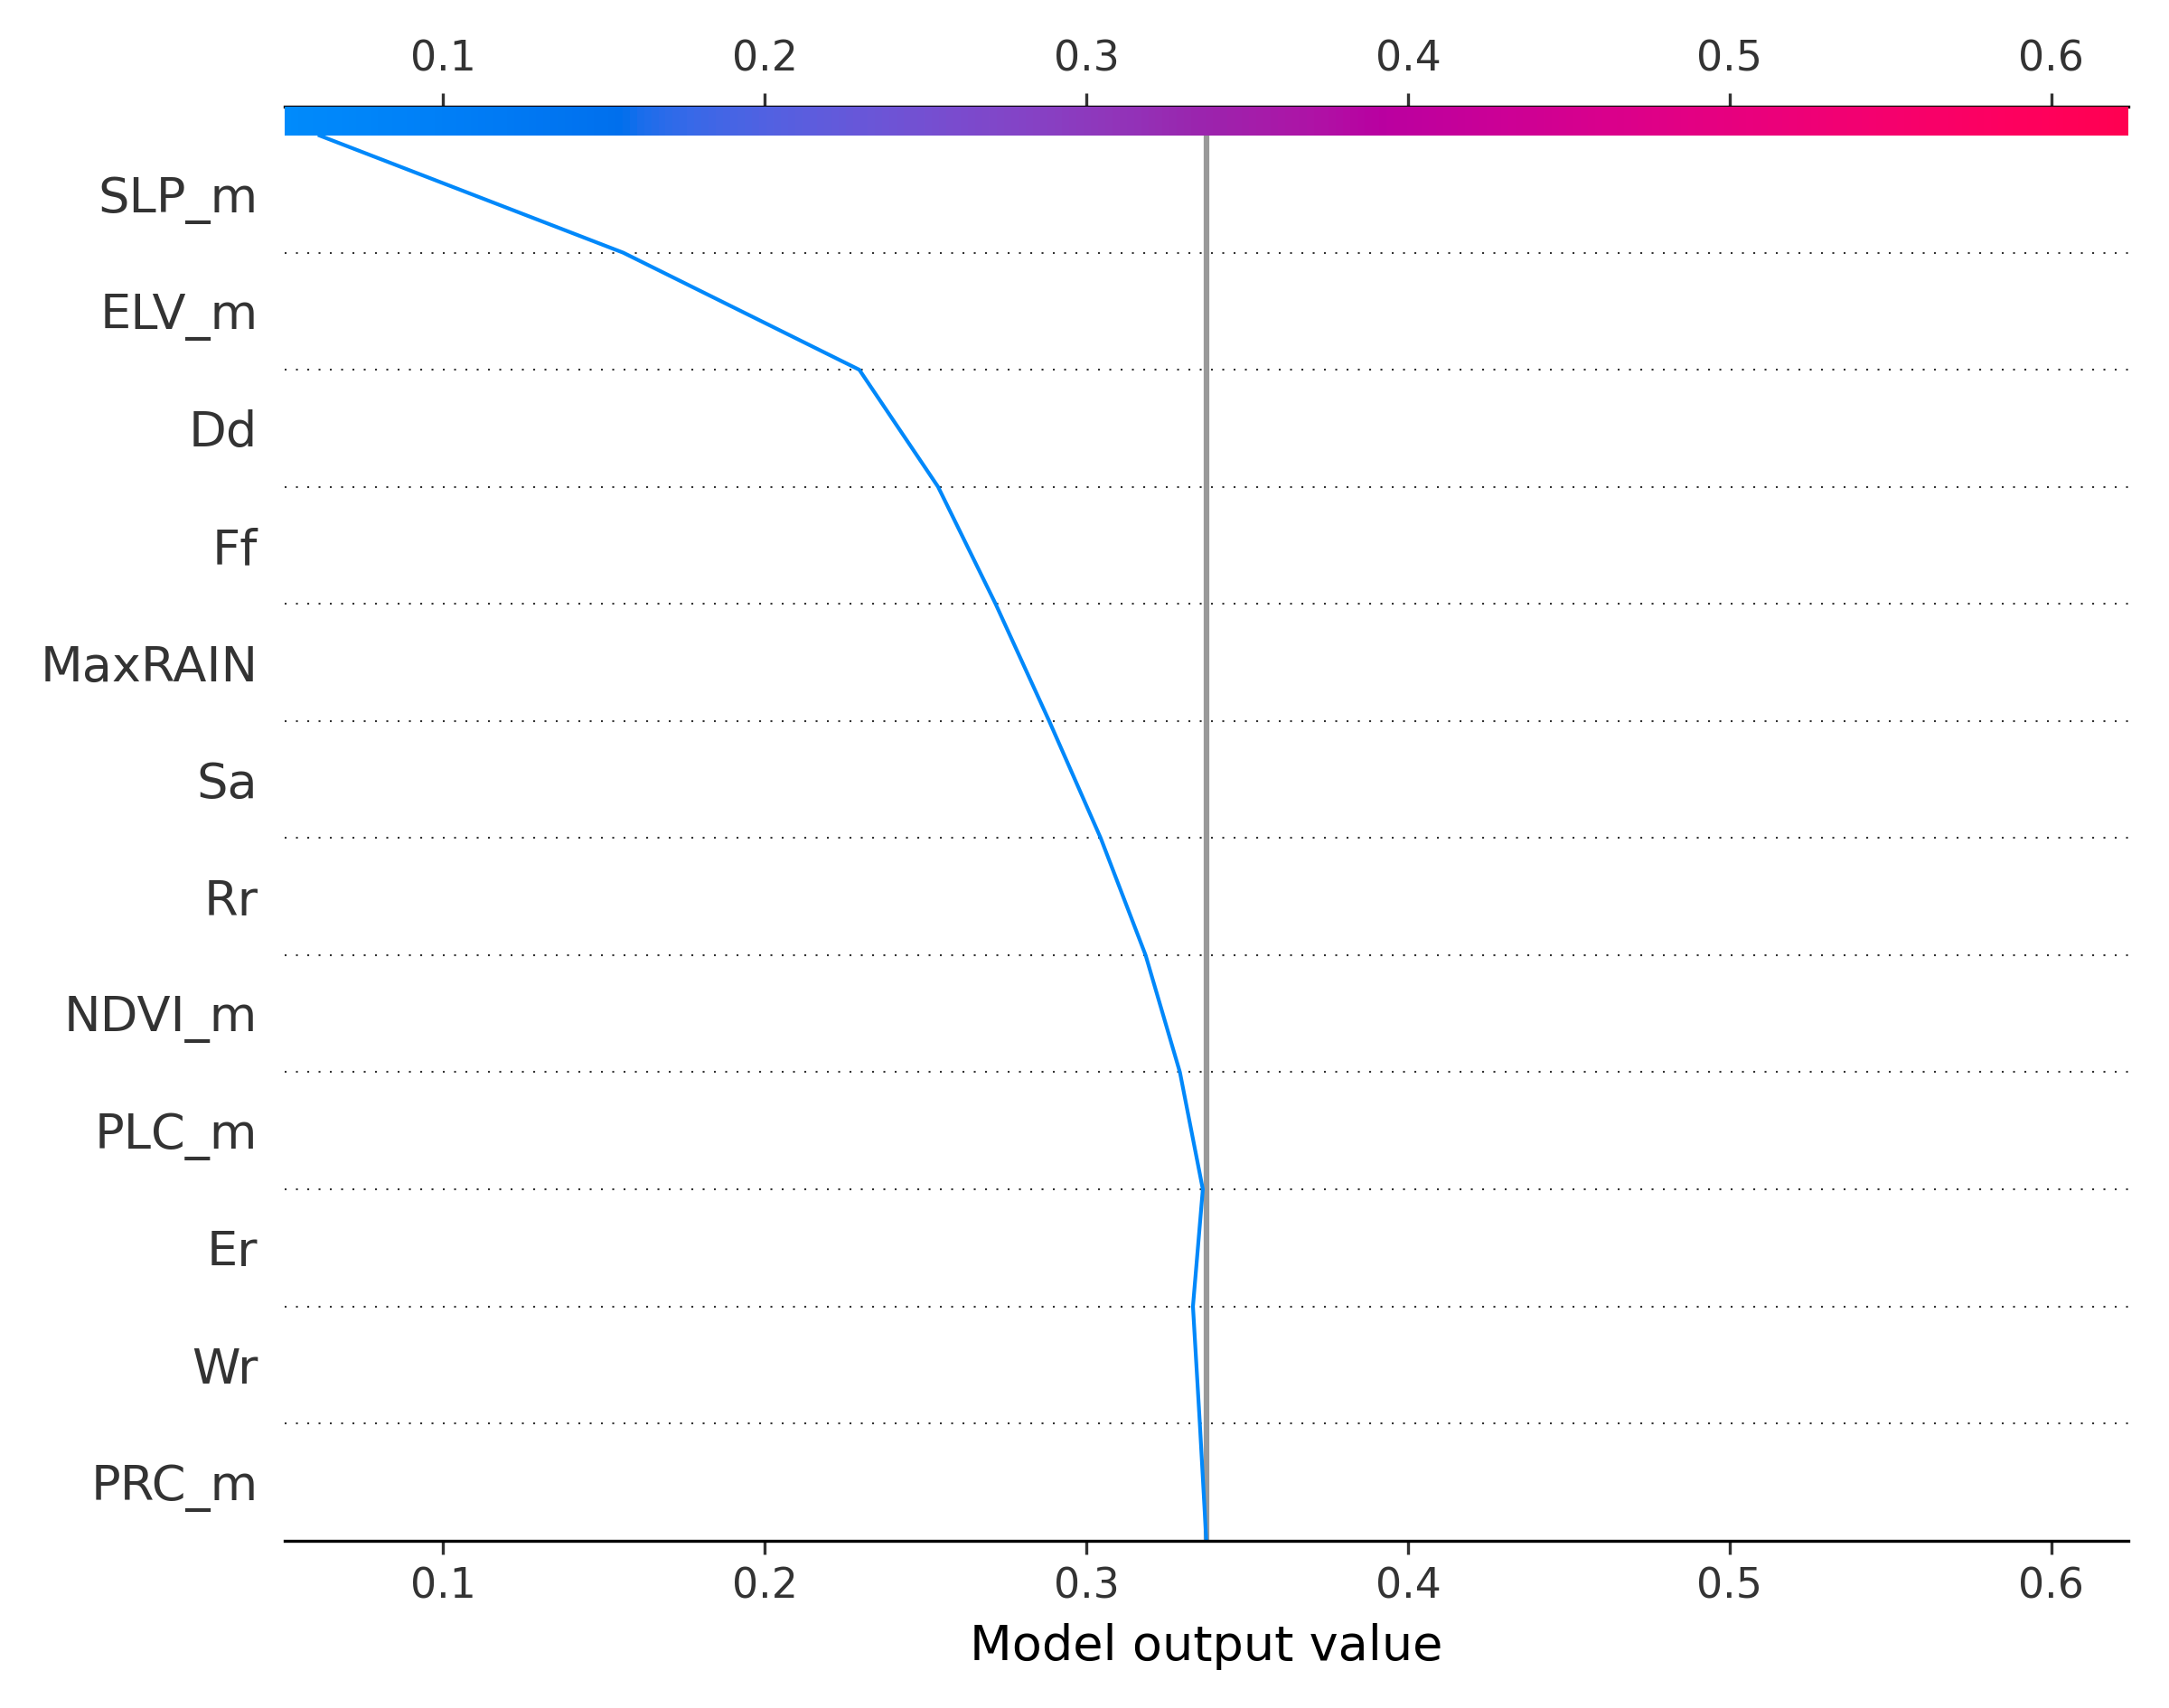 0.1 0.2 0.3 0.4 0.5 0.6
SLP_m
ELV_m
Dd
Ff
MaxRAIN
Sa
Rr
NDVI_m
PLC_m
Er
Wr
PRC_m
0.1 0.2 0.3 0.4 0.5 0.6
Model output value